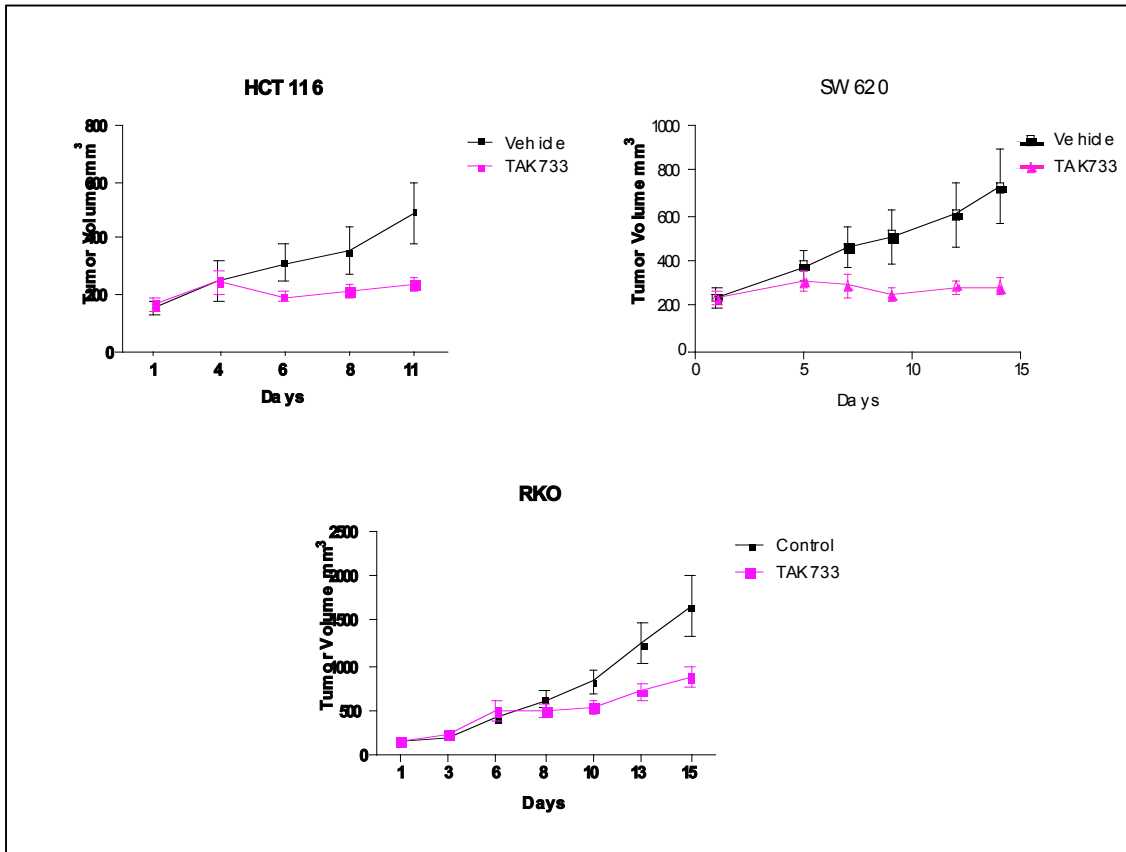 HCT 116
Tumor Volume mm³
800
600
400
200
0
1 4 6 8 11
Days
Vehicle
TAK733
SW 620
Tumor Volume mm³
1000
800
600
400
200
0
0 5 10 15
Days
Vehicle
TAK733
RKO
Tumor Volume mm³
2500
2000
1500
1000
500
0
1 3 6 8 10 13 15
Days
Control
TAK733